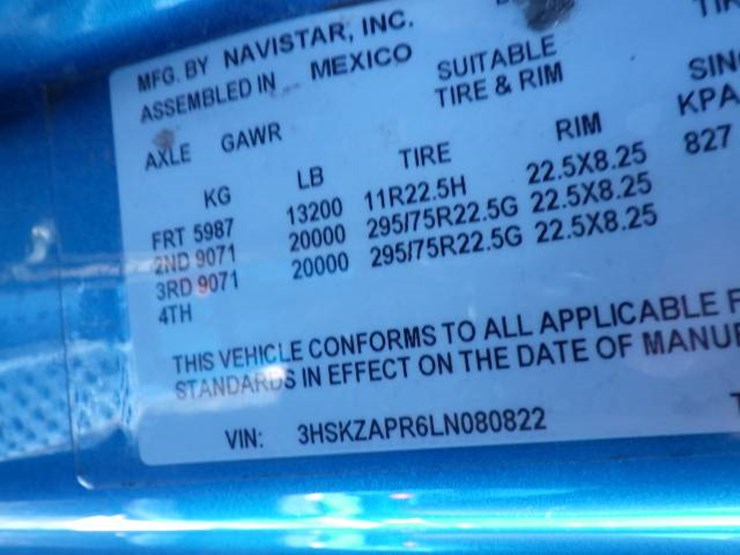 MFG. BY NAVISTAR, INC.
ASSEMBLED IN MEXICO
SUITABLE
TIRE & RIM
AXLE GAWR
TIRE RIM SIN
KG LB KPA
FRT 5987 13200 11R22.5H 22.5X8.25 827
2ND 9071 20000 295/75R22.5G 22.5X8.25
3RD 9071 20000 295/75R22.5G 22.5X8.25
4TH
THIS VEHICLE CONFORMS TO ALL APPLICABLE F
STANDARDS IN EFFECT ON THE DATE OF MANU
VIN: 3HSKZAPR6LN080822